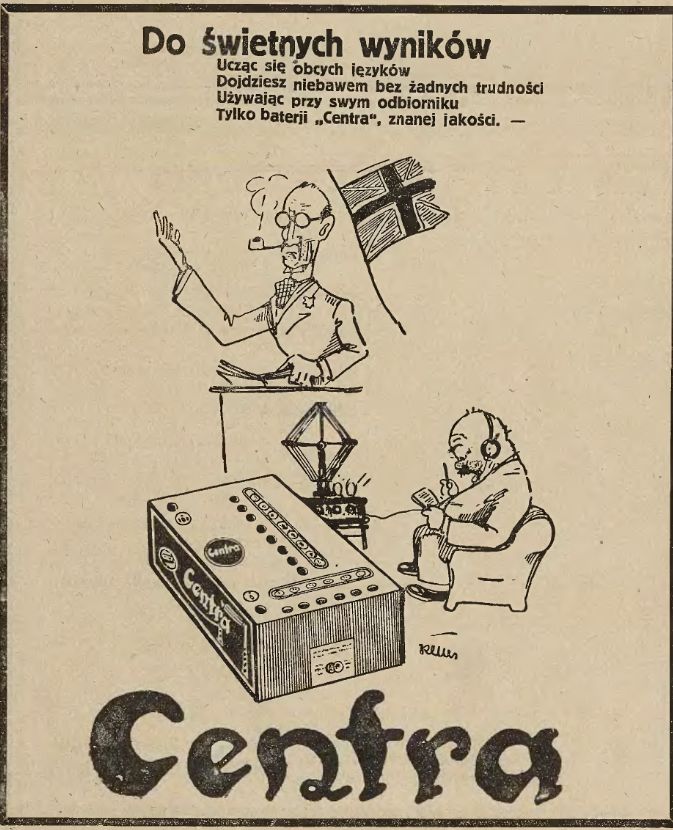 Do świetnych wyników
Ucząc się obcych języków
Dojdziesz niebawem bez żadnych trudności
Używając przy swym odbiorniku
Tylko baterji „Centra“, znanej jakości. —
Centra
Centra
Centra